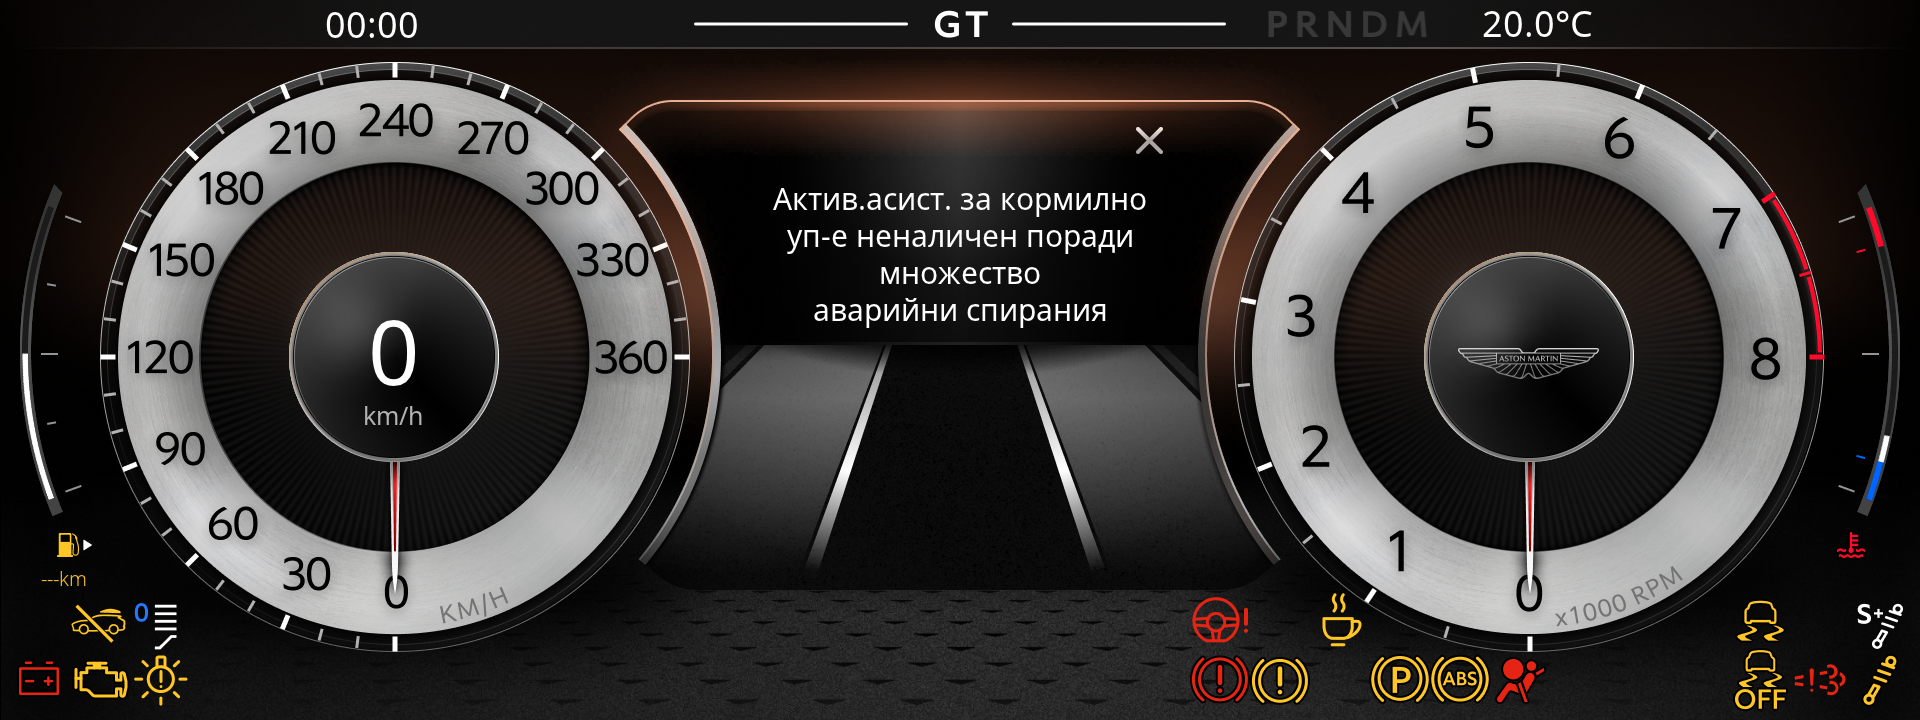 00:00
GT
PRNDM
20.0°C
Актив.асист. за кормилно
уп-е неналичен поради
множество
аварийни спирания
0
30
60
90
120
150
180
210
240
270
300
330
360
KM/H
0
km/h
0
1
2
3
4
5
6
7
8
x1000 RPM
ASTON MARTIN
---km
0
P
ABS
OFF
S+